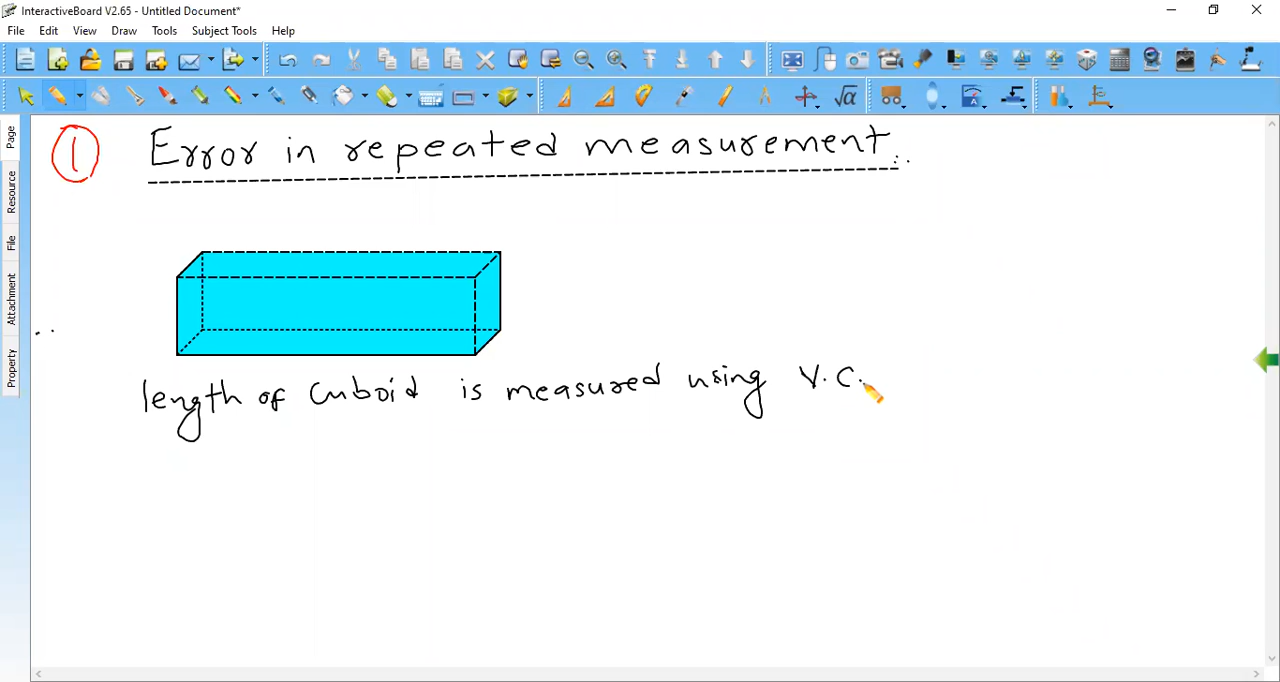 InteractiveBoard V2.65 - Untitled Document*
File Edit View Draw Tools Subject Tools Help
Page
Resource
File
Attachment
Property
1 Error in repeated measurement
length of cuboid is measured using V.C.